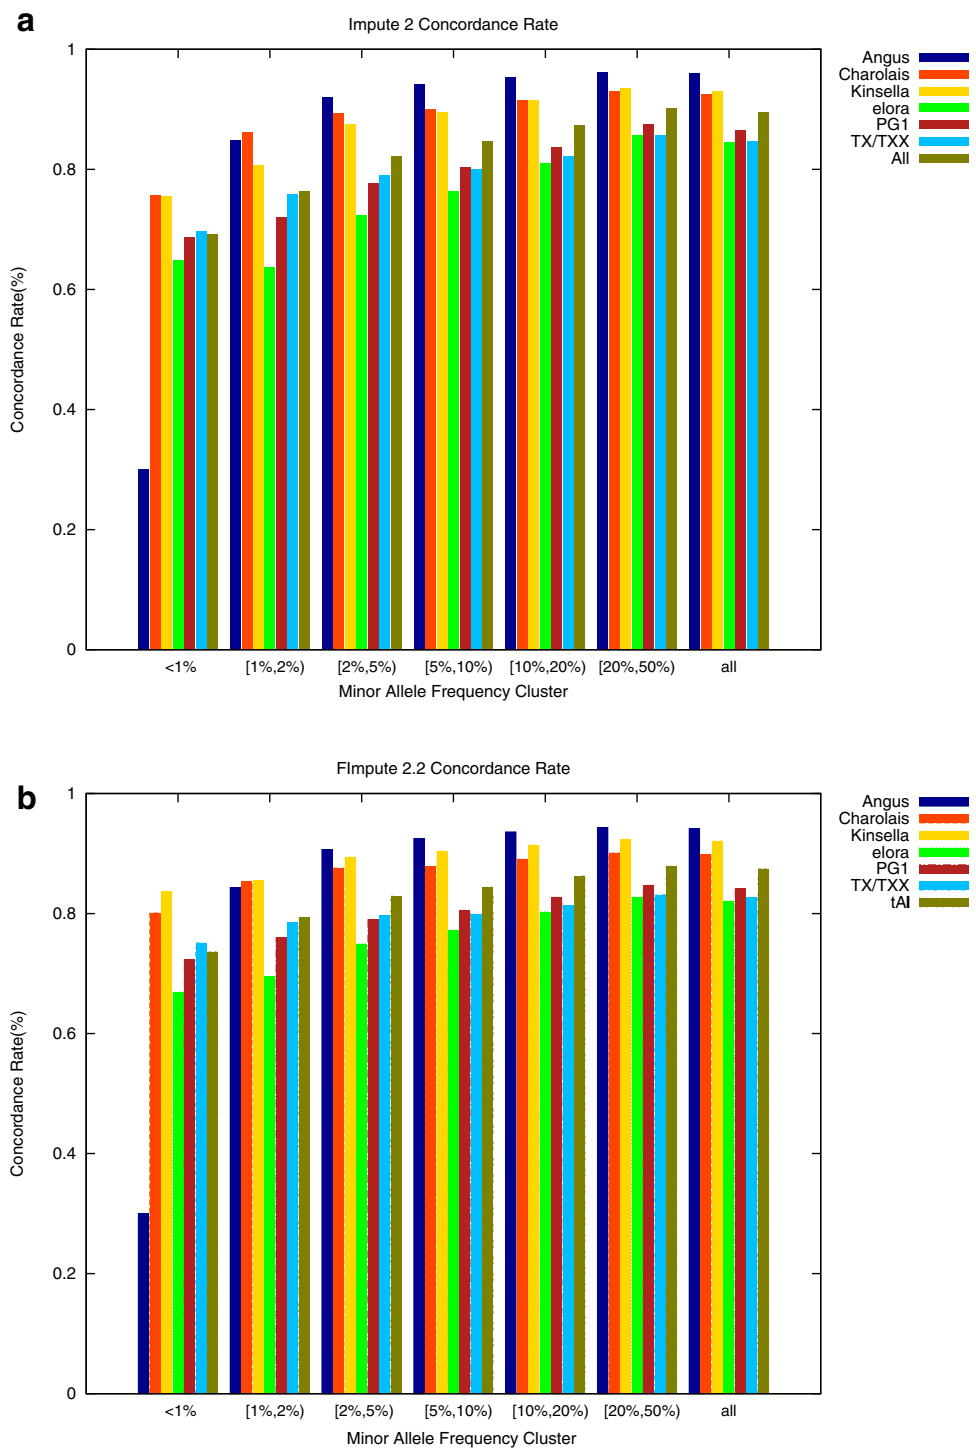 a
Impute 2 Concordance Rate
Angus
Charolais
Kinsella
elora
PG1
TX/TXX
All
1
0.8
0.6
0.4
0.2
0
Concordance Rate(%)
<1%
[1%,2%)
[2%,5%)
[5%,10%)
[10%,20%)
[20%,50%)
all
Minor Allele Frequency Cluster
b
FImpute 2.2 Concordance Rate
Angus
Charolais
Kinsella
elora
PG1
TX/TXX
tAll
1
0.8
0.6
0.4
0.2
0
Concordance Rate(%)
<1%
[1%,2%)
[2%,5%)
[5%,10%)
[10%,20%)
[20%,50%)
all
Minor Allele Frequency Cluster